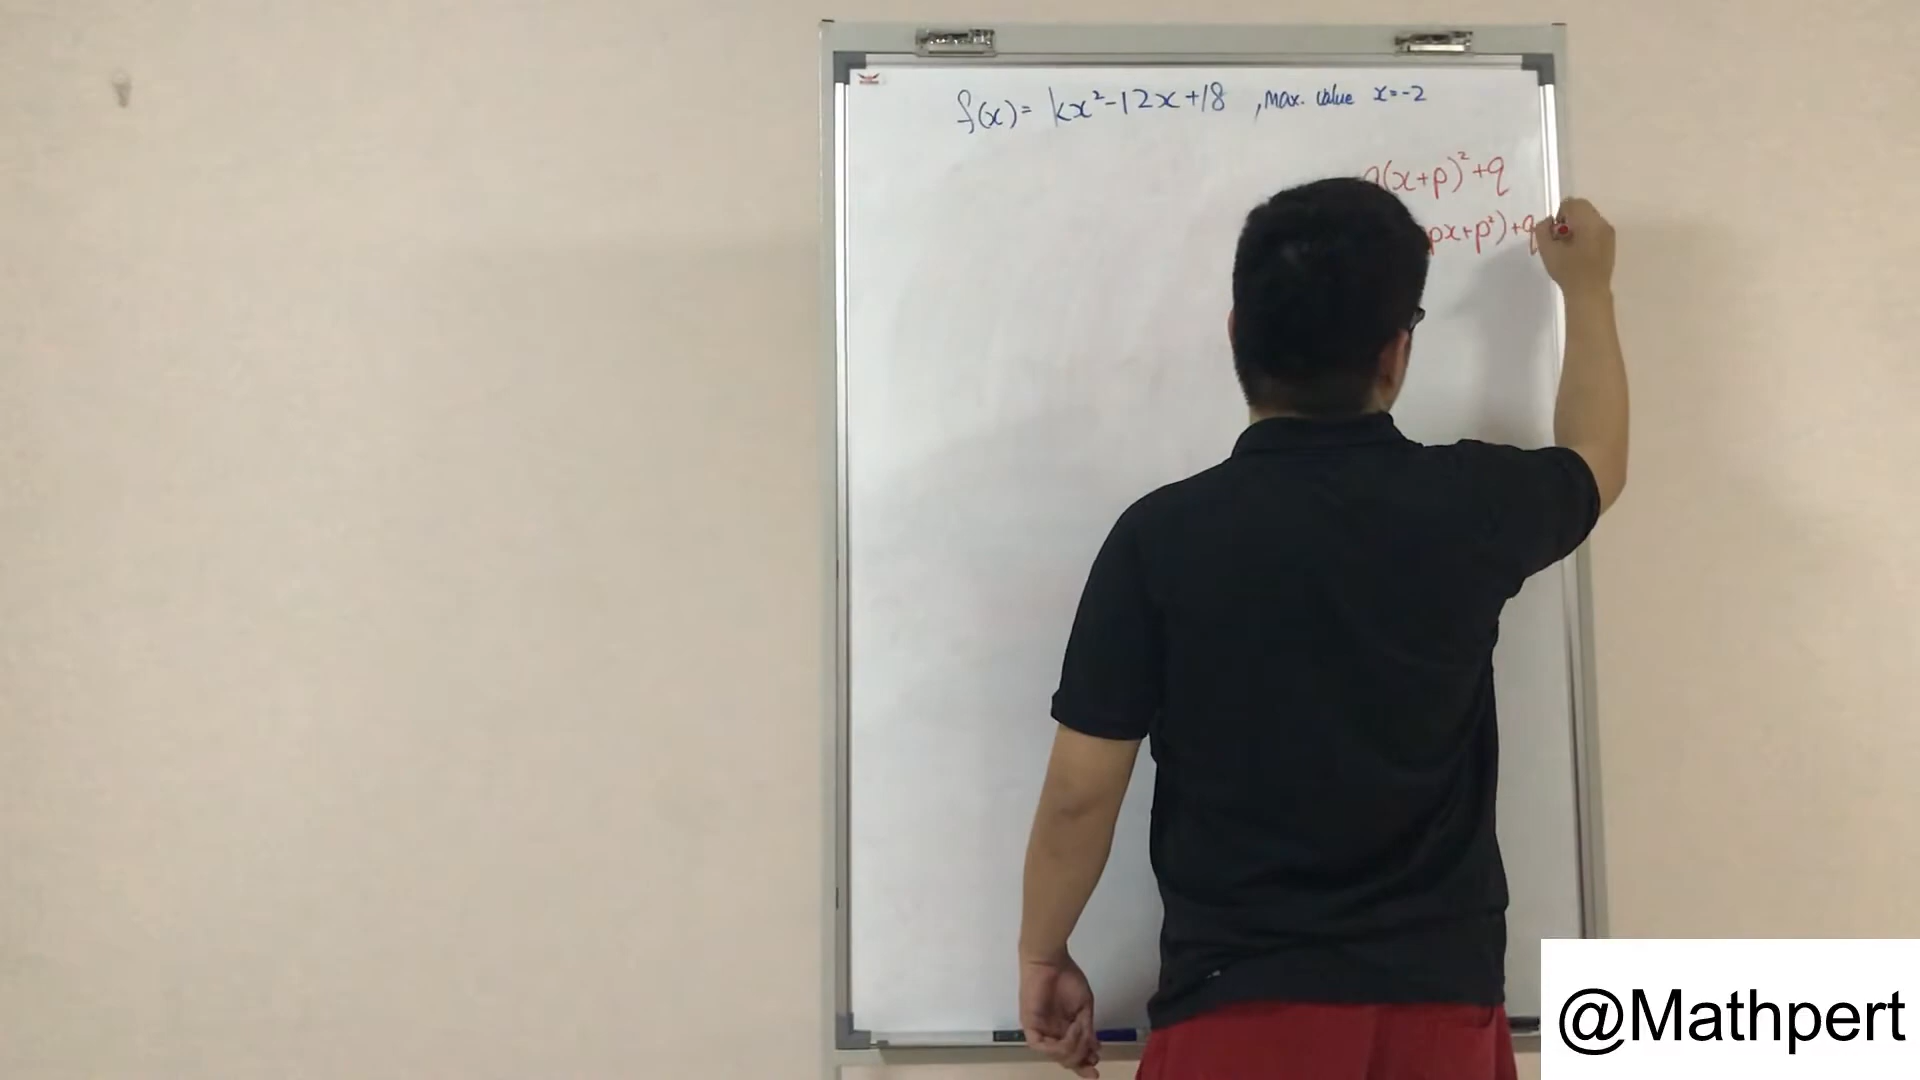 f(x) = kx²-12x+18 , Max. value x=-2
a(x+p)²+q
px+p²)+q
@Mathpert